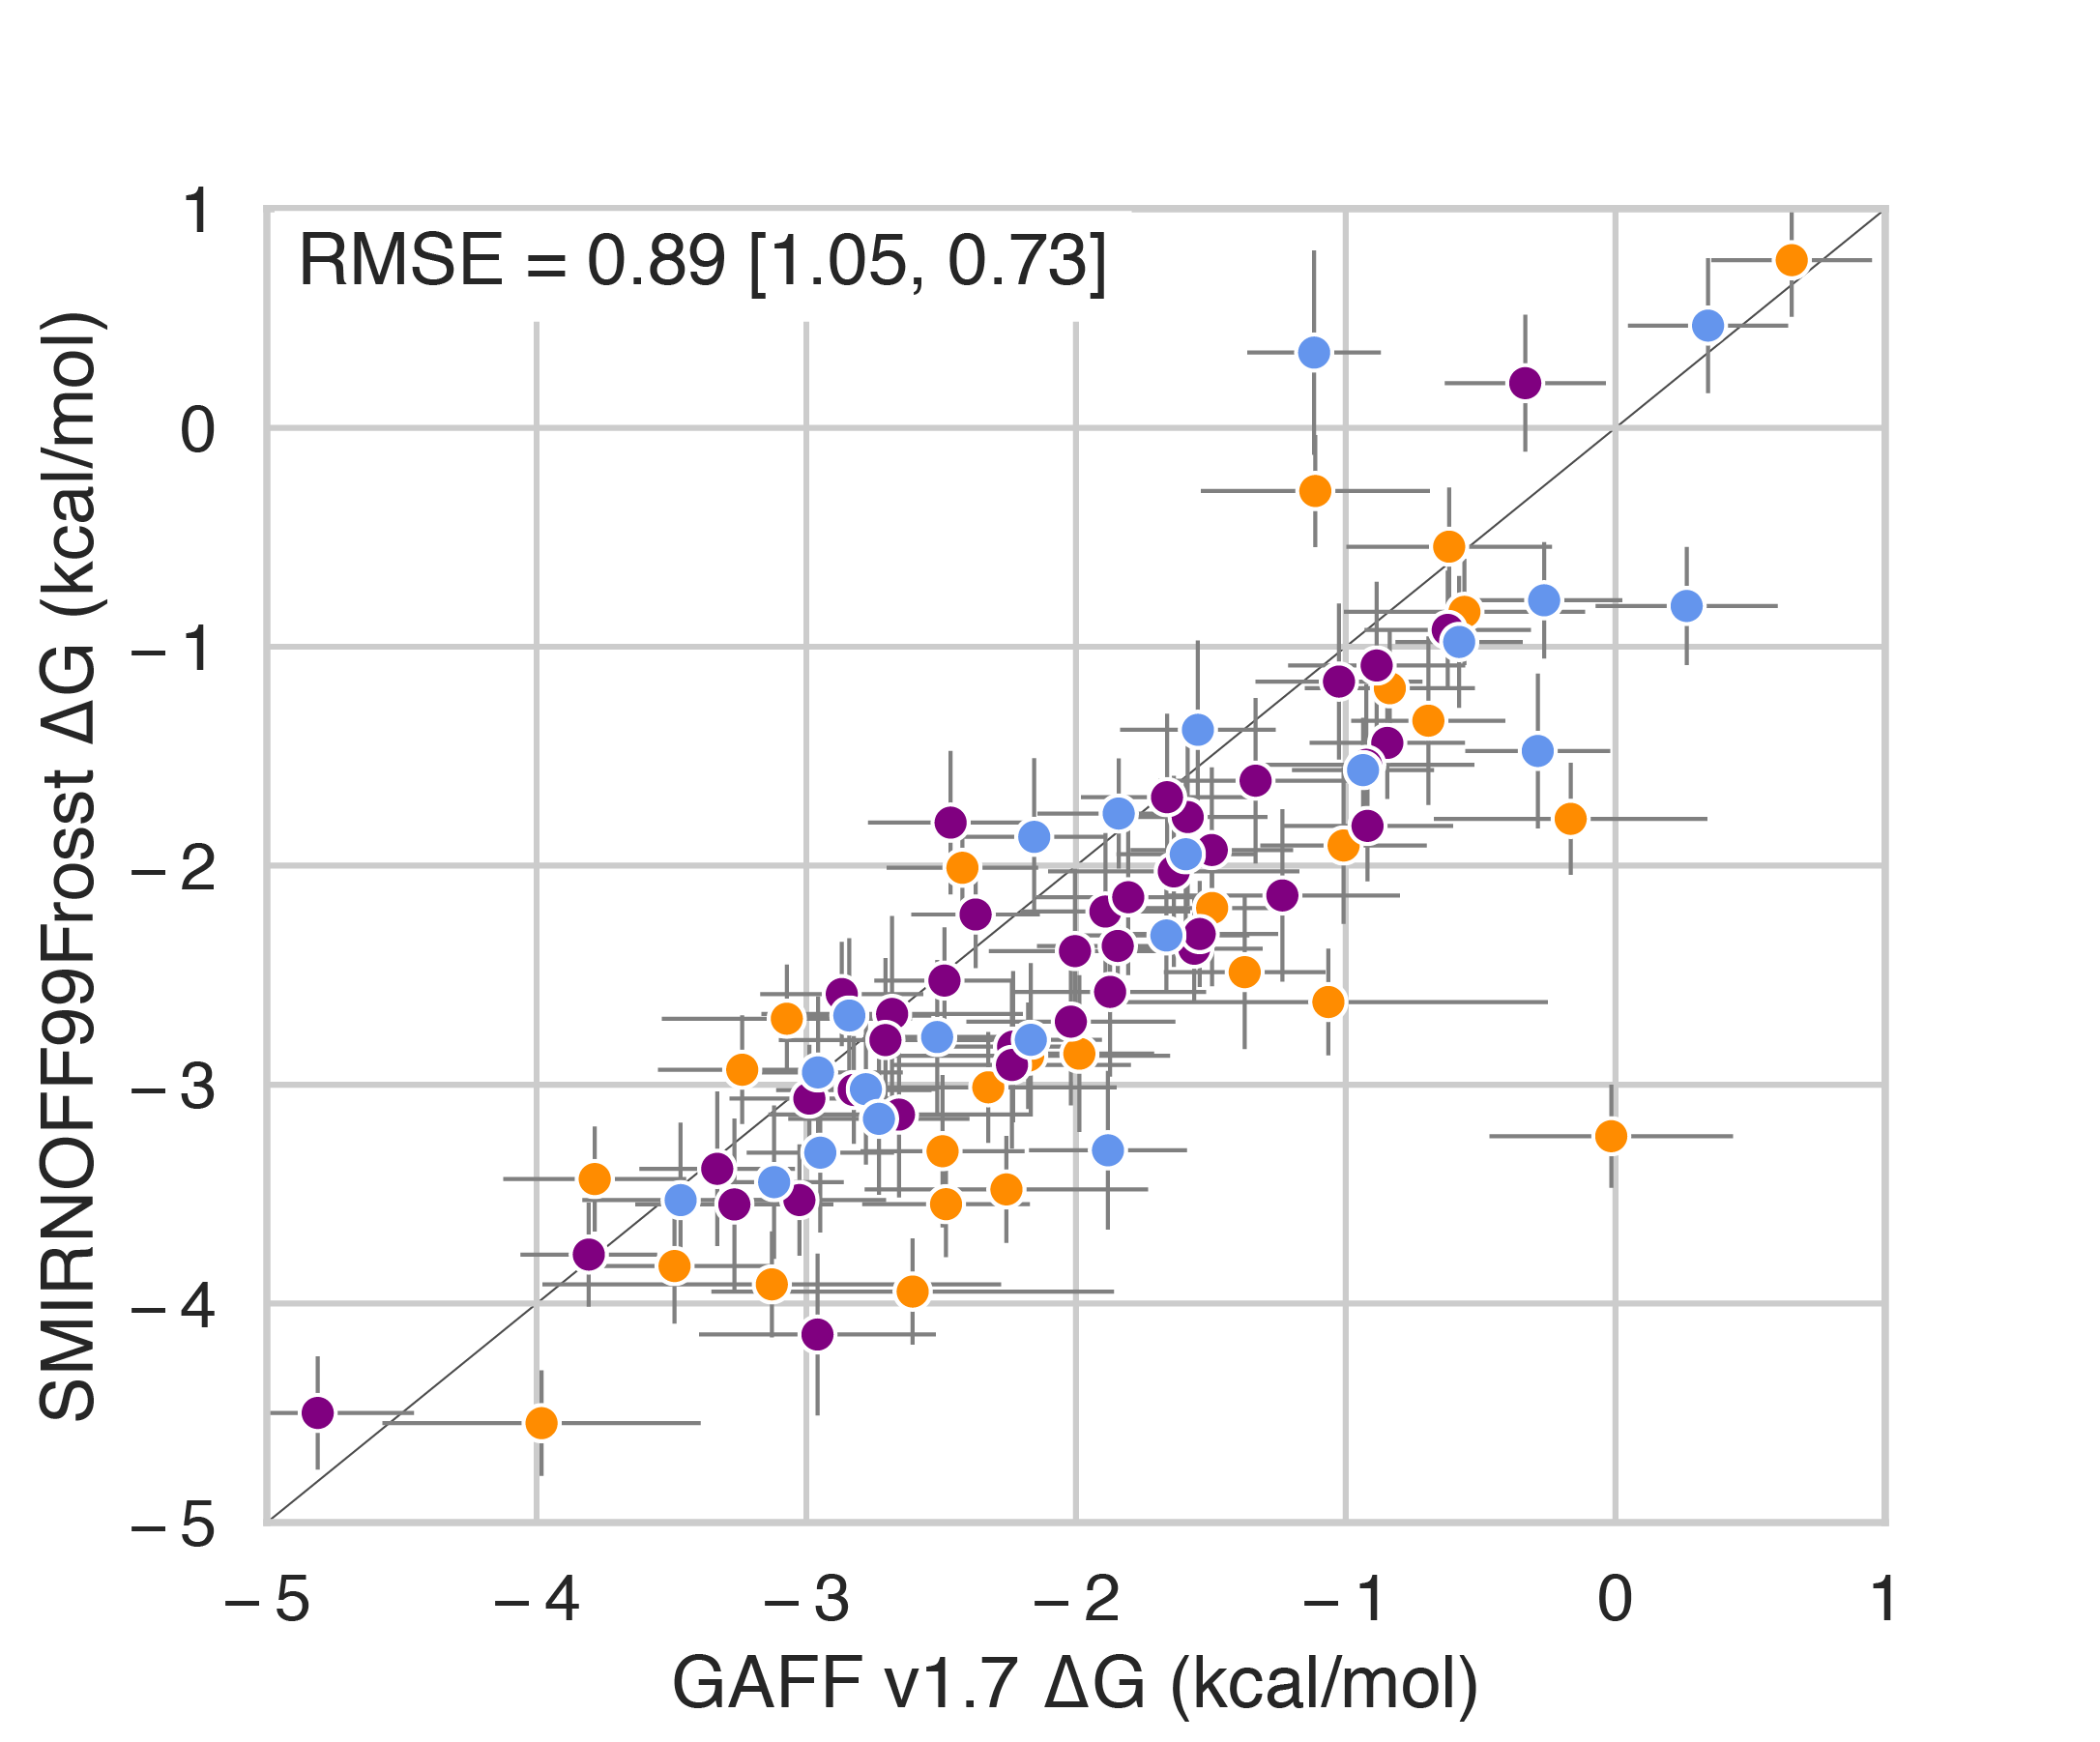 RMSE = 0.89 [1.05, 0.73]
SMIRNOFF99Frosst ΔG (kcal/mol)
1
0
−1
−2
−3
−4
−5
−5 −4 −3 −2 −1 0 1
GAFF v1.7 ΔG (kcal/mol)